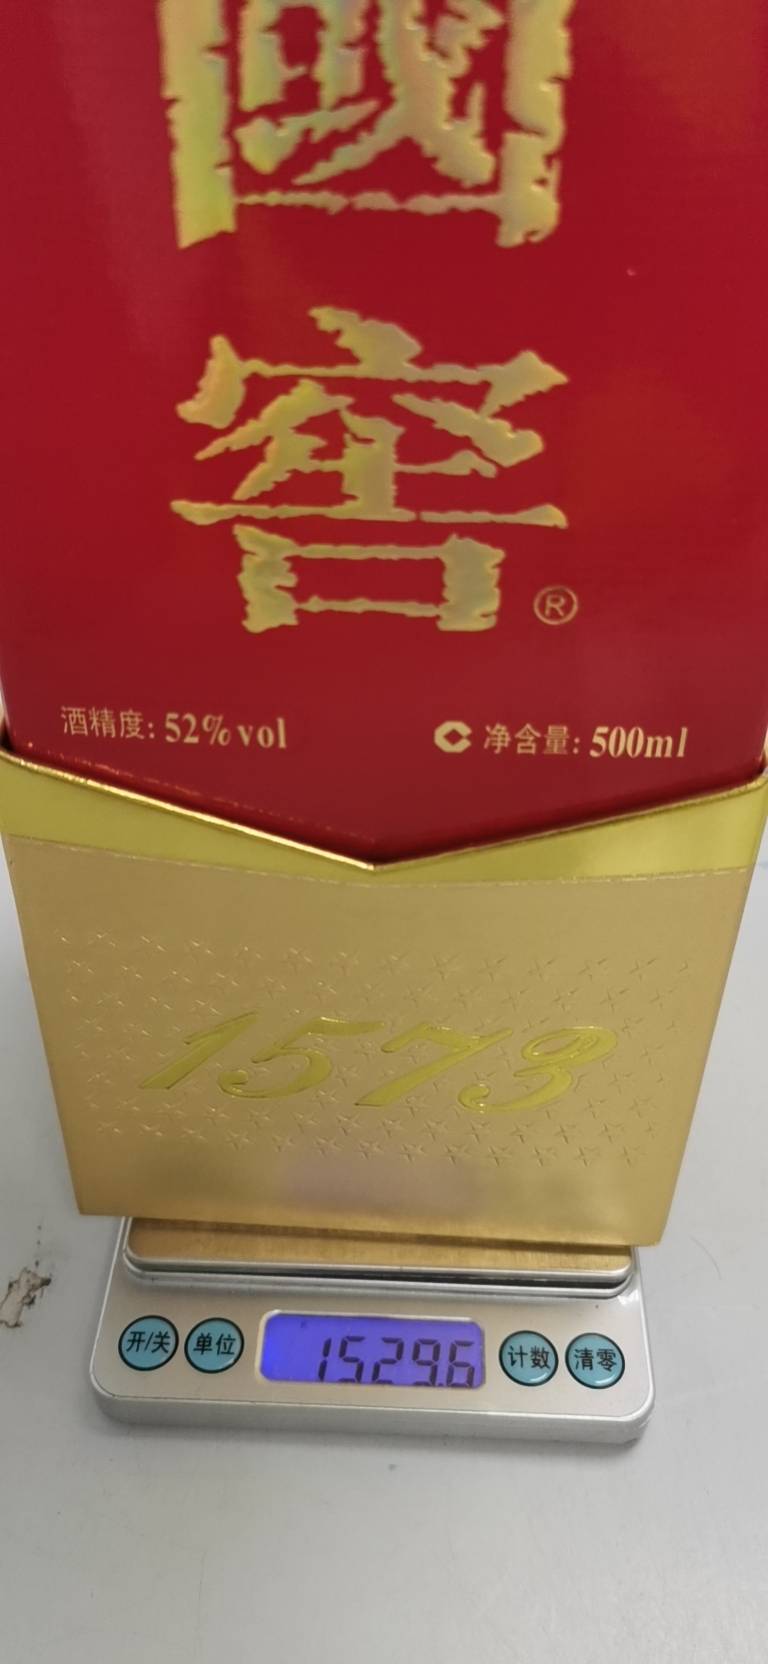 國
窖
®
酒精度: 52%vol
净含量: 500ml
1573
开/关 单位 1529.6 计数 清零